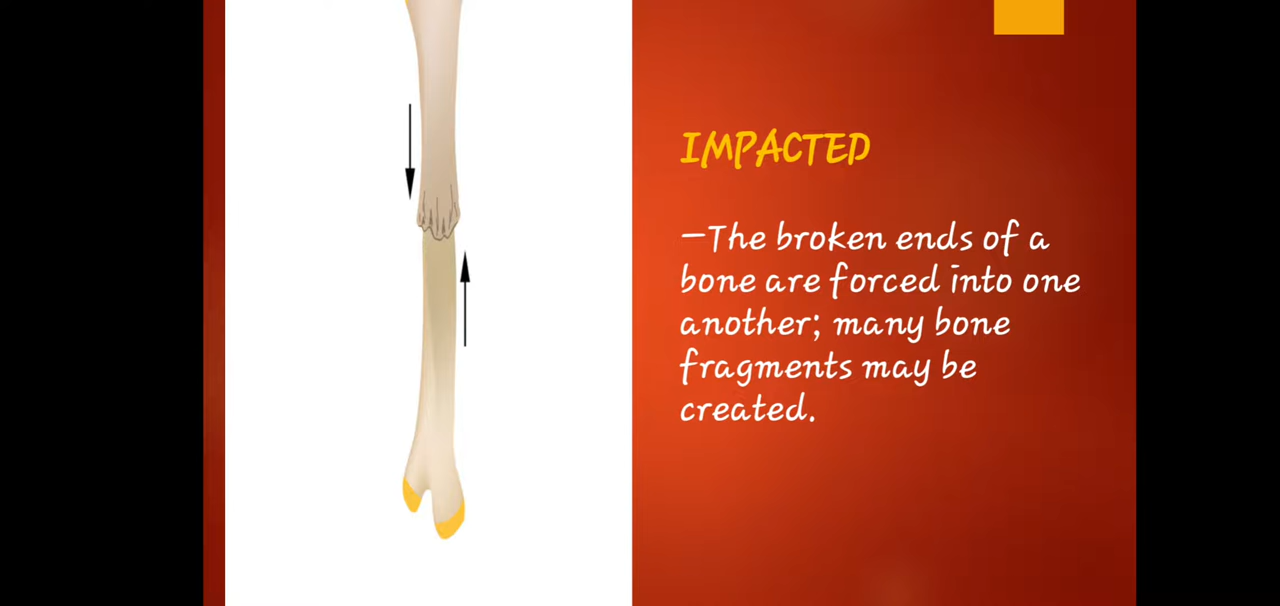 IMPACTED
–The broken ends of a
bone are forced into one
another; many bone
fragments may be
created.